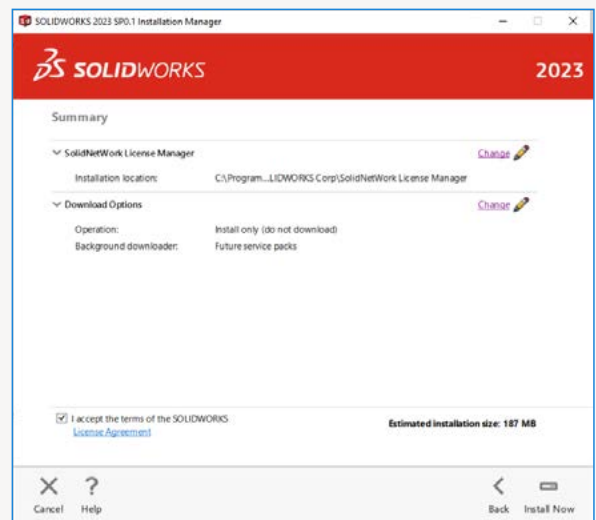 SOLIDWORKS 2023 SP0.1 Installation Manager
SOLIDWORKS 2023
Summary
SolidNetWork License Manager Change
Installation location: C:\Program...LIDWORKS Corp\SolidNetWork License Manager
Download Options Change
Operation: Install only (do not download)
Background downloader: Future service packs
I accept the terms of the SOLIDWORKS
License Agreement
Estimated installation size: 187 MB
Cancel Help Back Install Now